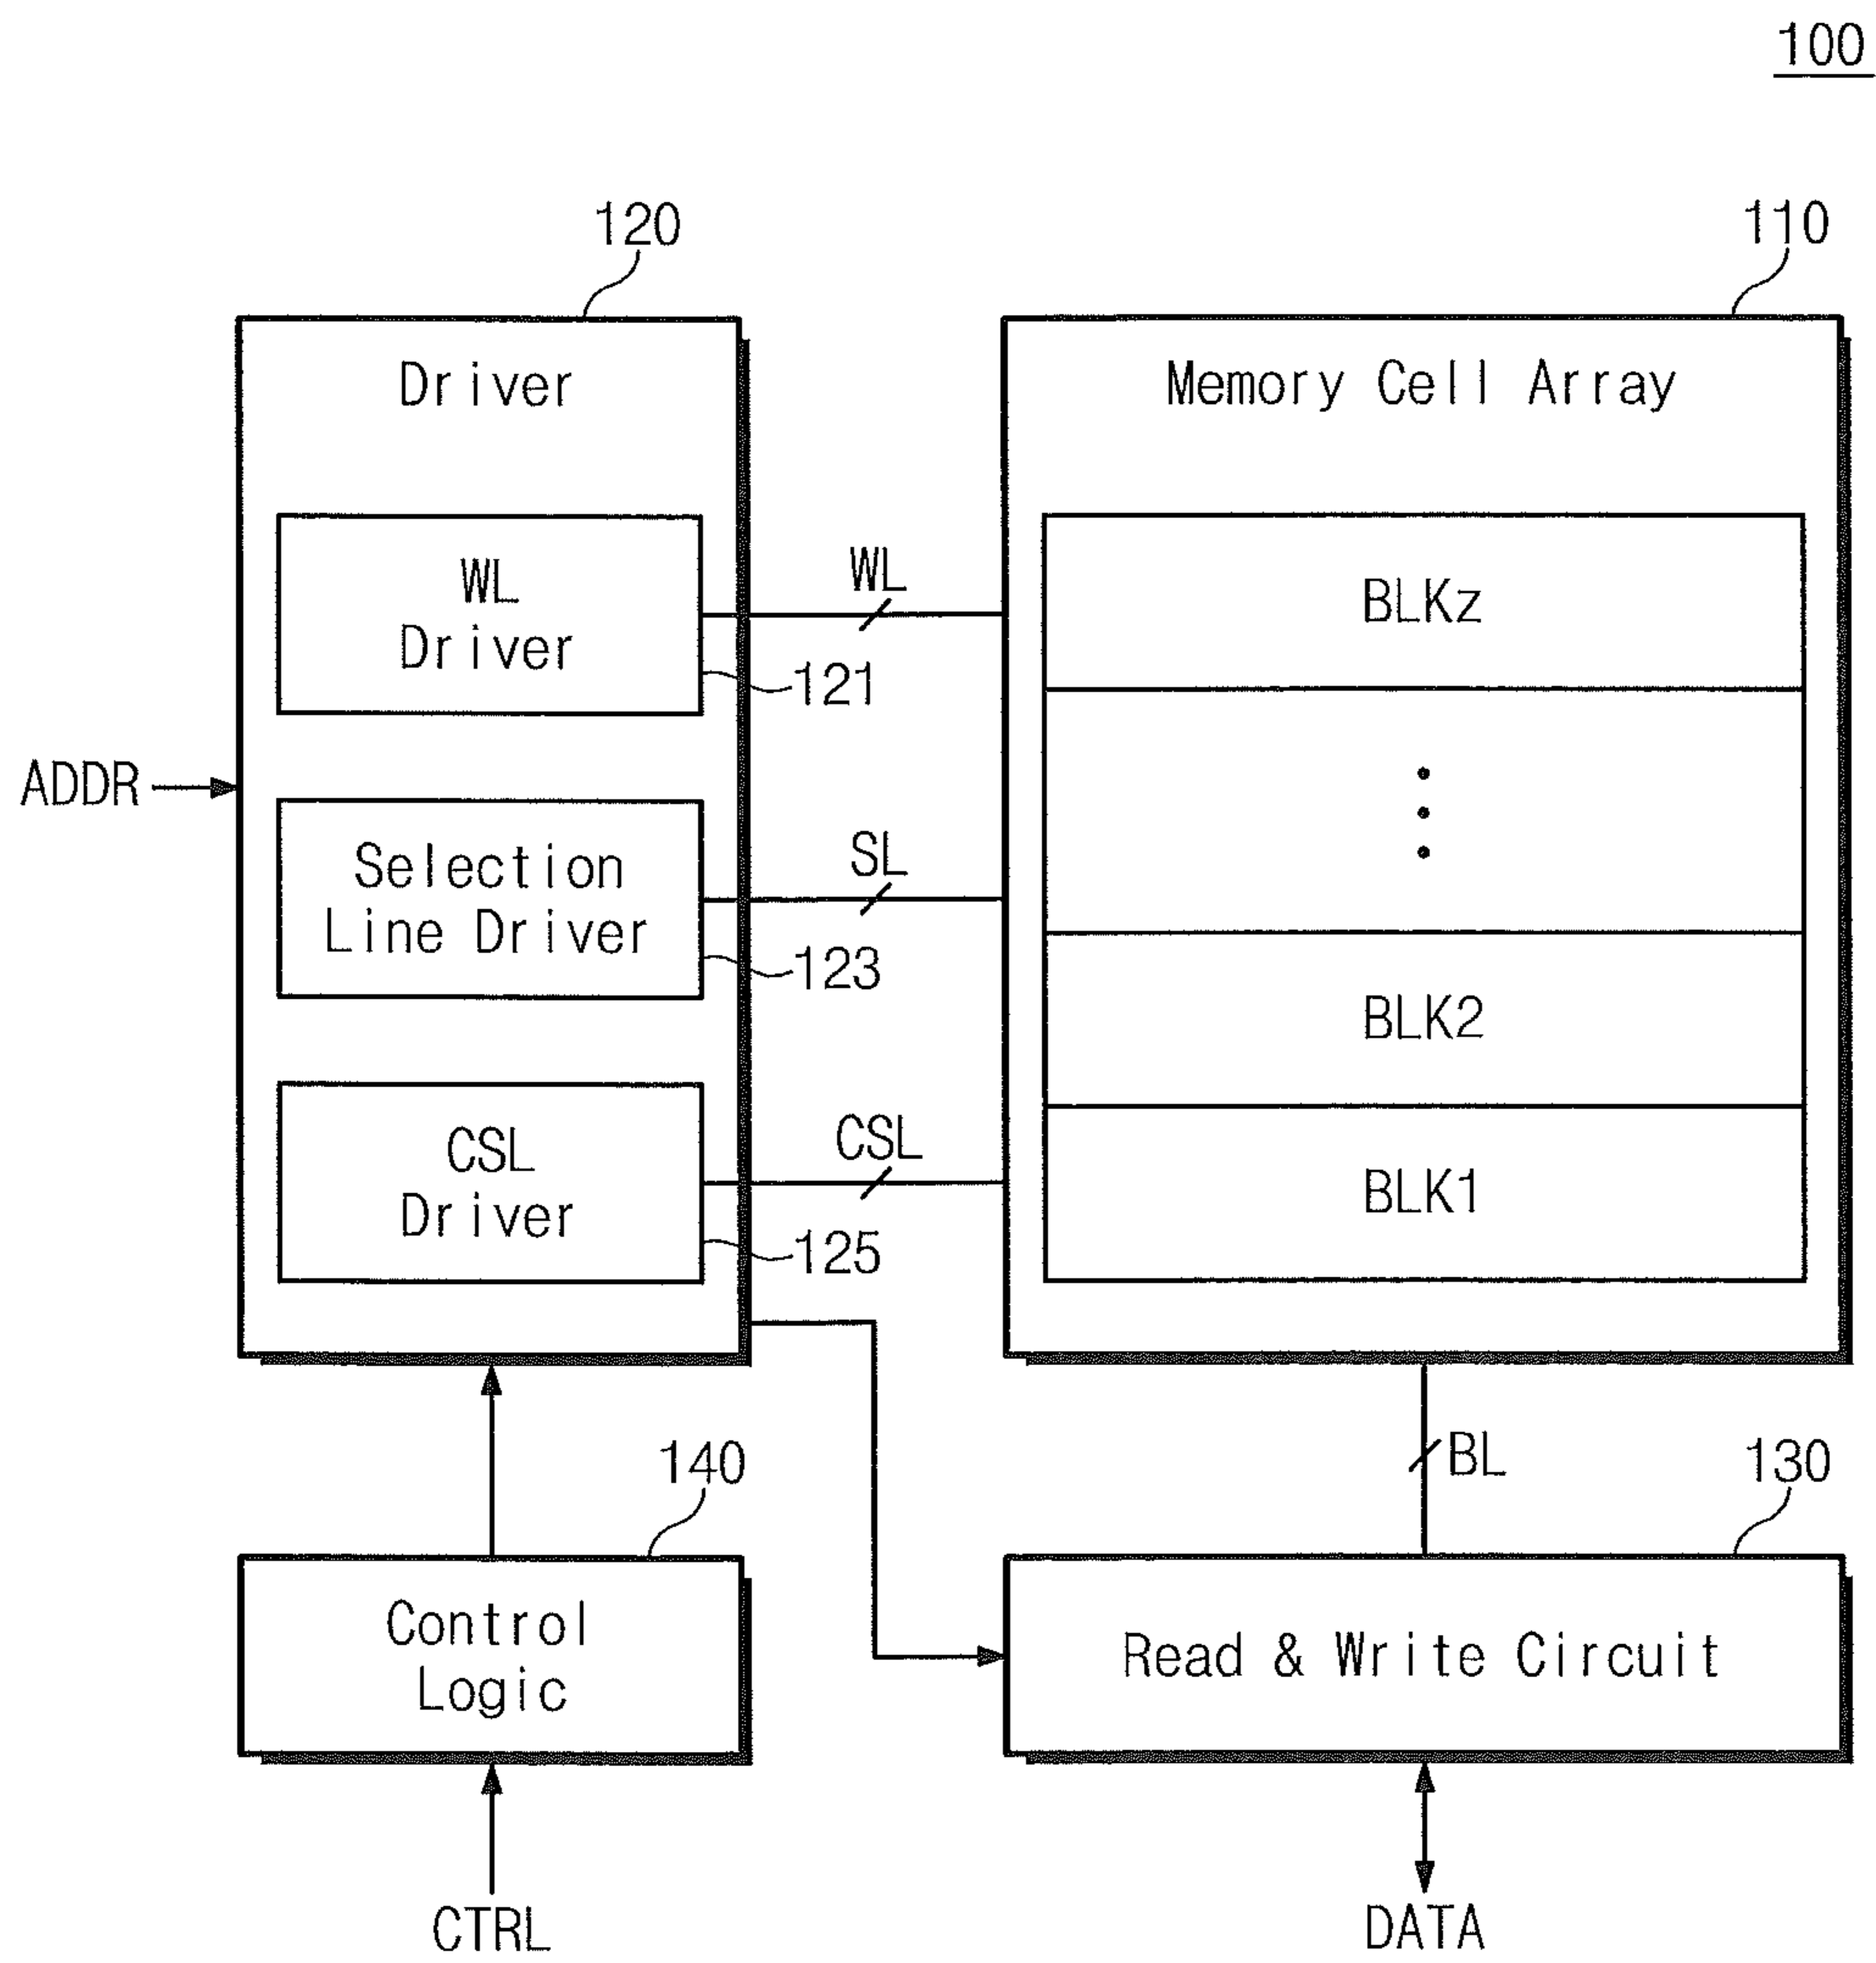 100
120
110
Driver
Memory Cell Array
WL
Driver
WL
121
BLKz
ADDR
Selection
Line Driver
SL
123
BLK2
CSL
Driver
CSL
125
BLK1
140
BL
130
Control
Logic
Read & Write Circuit
CTRL
DATA